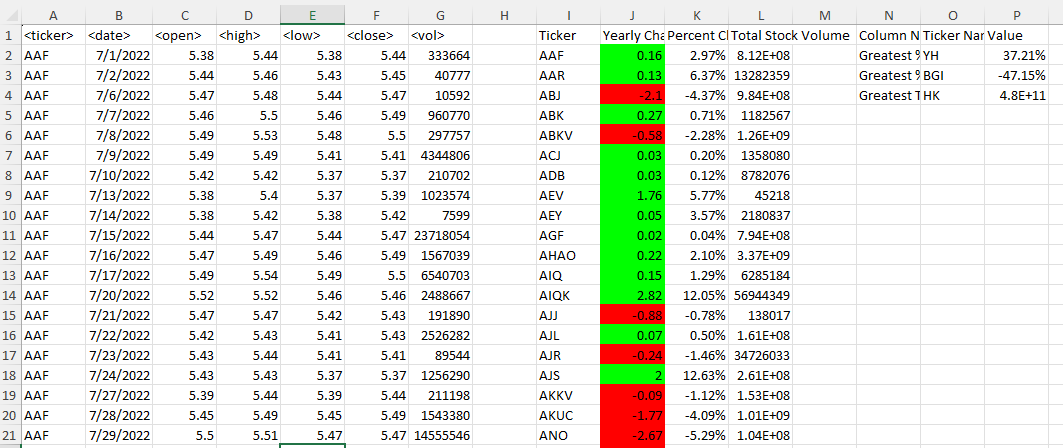 A B C D E F G H I J K L M N O P
1 <ticker> <date> <open> <high> <low> <close> <vol> Ticker Yearly Cha Percent Cl Total Stock Volume Column N Ticker Nar Value
2 AAF 7/1/2022 5.38 5.44 5.38 5.44 333664 AAF 0.16 2.97% 8.12E+08 Greatest % YH 37.21%
3 AAF 7/2/2022 5.44 5.46 5.43 5.45 40777 AAR 0.13 6.37% 13282359 Greatest % BGI -47.15%
4 AAF 7/6/2022 5.47 5.48 5.44 5.47 10592 ABJ -2.1 -4.37% 9.84E+08 Greatest T HK 4.8E+11
5 AAF 7/7/2022 5.46 5.5 5.46 5.49 960770 ABK 0.27 0.71% 1182567
6 AAF 7/8/2022 5.49 5.53 5.48 5.5 297757 ABKV -0.58 -2.28% 1.26E+09
7 AAF 7/9/2022 5.49 5.49 5.41 5.41 4344806 ACJ 0.03 0.20% 1358080
8 AAF 7/10/2022 5.42 5.42 5.37 5.37 210702 ADB 0.03 0.12% 8782076
9 AAF 7/13/2022 5.38 5.4 5.37 5.39 1023574 AEV 1.76 5.77% 45218
10 AAF 7/14/2022 5.38 5.42 5.38 5.42 7599 AEY 0.05 3.57% 2180837
11 AAF 7/15/2022 5.44 5.47 5.44 5.47 23718054 AGF 0.02 0.04% 7.94E+08
12 AAF 7/16/2022 5.47 5.49 5.46 5.49 1567039 AHAO 0.22 2.10% 3.37E+09
13 AAF 7/17/2022 5.49 5.54 5.49 5.5 6540703 AIQ 0.15 1.29% 6285184
14 AAF 7/20/2022 5.52 5.52 5.46 5.46 2488667 AIQK 2.82 12.05% 56944349
15 AAF 7/21/2022 5.47 5.47 5.42 5.43 191890 AJJ -0.88 -0.78% 138017
16 AAF 7/22/2022 5.42 5.43 5.41 5.43 2526282 AJL 0.07 0.50% 1.61E+08
17 AAF 7/23/2022 5.43 5.44 5.41 5.41 89544 AJR -0.24 -1.46% 34726033
18 AAF 7/24/2022 5.43 5.43 5.37 5.37 1256290 AJS 2 12.63% 2.61E+08
19 AAF 7/27/2022 5.39 5.44 5.39 5.44 211198 AKKV -0.09 -1.12% 1.53E+08
20 AAF 7/28/2022 5.45 5.49 5.45 5.49 1543380 AKUC -1.77 -4.09% 1.01E+09
21 AAF 7/29/2022 5.5 5.51 5.47 5.47 14555546 ANO -2.67 -5.29% 1.04E+08